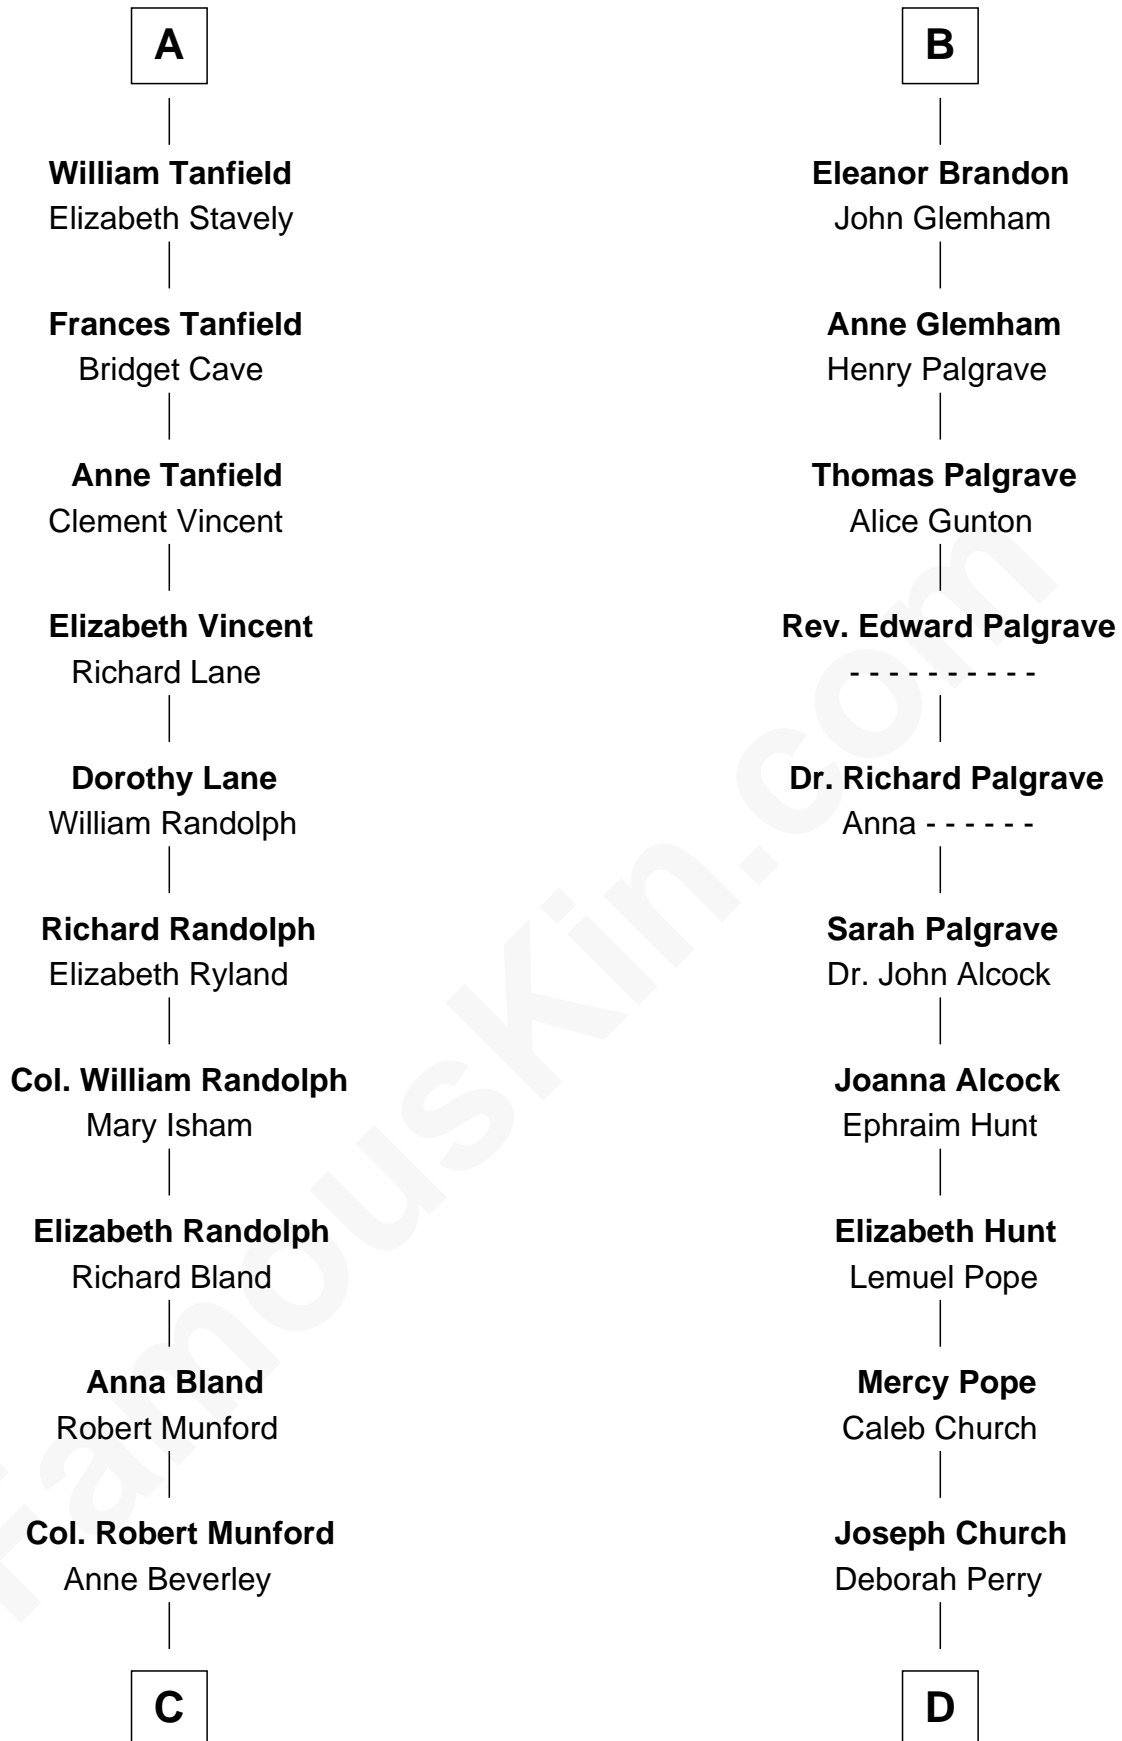 A
William Tanfield
Elizabeth Stavely
Frances Tanfield
Bridget Cave
Anne Tanfield
Clement Vincent
Elizabeth Vincent
Richard Lane
Dorothy Lane
William Randolph
Richard Randolph
Elizabeth Ryland
Col. William Randolph
Mary Isham
Elizabeth Randolph
Richard Bland
Anna Bland
Robert Munford
Col. Robert Munford
Anne Beverley
C
B
Eleanor Brandon
John Glemham
Anne Glemham
Henry Palgrave
Thomas Palgrave
Alice Gunton
Rev. Edward Palgrave
- - - - - - - - - -
Dr. Richard Palgrave
Anna - - - - - -
Sarah Palgrave
Dr. John Alcock
Joanna Alcock
Ephraim Hunt
Elizabeth Hunt
Lemuel Pope
Mercy Pope
Caleb Church
Joseph Church
Deborah Perry
D
FamousKin.com